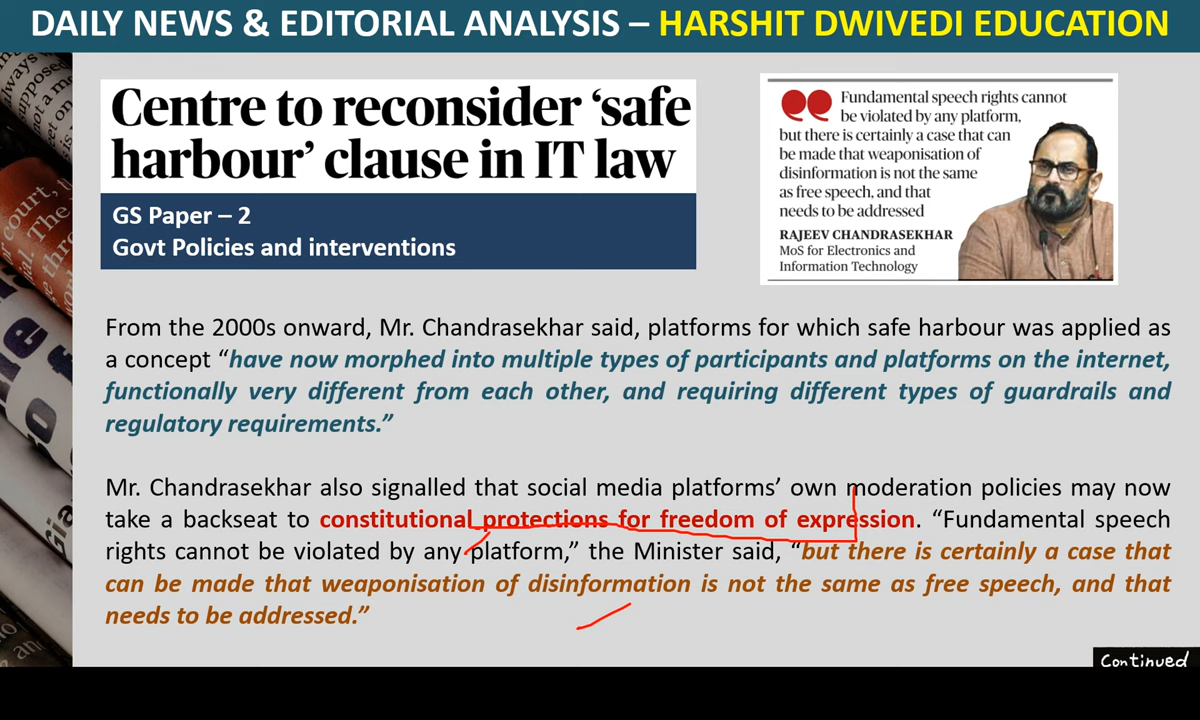 DAILY NEWS & EDITORIAL ANALYSIS – HARSHIT DWIVEDI EDUCATION
Centre to reconsider ‘safe
harbour’ clause in IT law
GS Paper – 2
Govt Policies and interventions
Fundamental speech rights cannot
be violated by any platform,
but there is certainly a case that can
be made that weaponisation of
disinformation is not the same
as free speech, and that
needs to be addressed
RAJEEV CHANDRASEKHAR
MoS for Electronics and
Information Technology
From the 2000s onward, Mr. Chandrasekhar said, platforms for which safe harbour was applied as
a concept “have now morphed into multiple types of participants and platforms on the internet,
functionally very different from each other, and requiring different types of guardrails and
regulatory requirements.”
Mr. Chandrasekhar also signalled that social media platforms’ own moderation policies may now
take a backseat to constitutional protections for freedom of expression. “Fundamental speech
rights cannot be violated by any platform,” the Minister said, “but there is certainly a case that
can be made that weaponisation of disinformation is not the same as free speech, and that
needs to be addressed.”
Continued